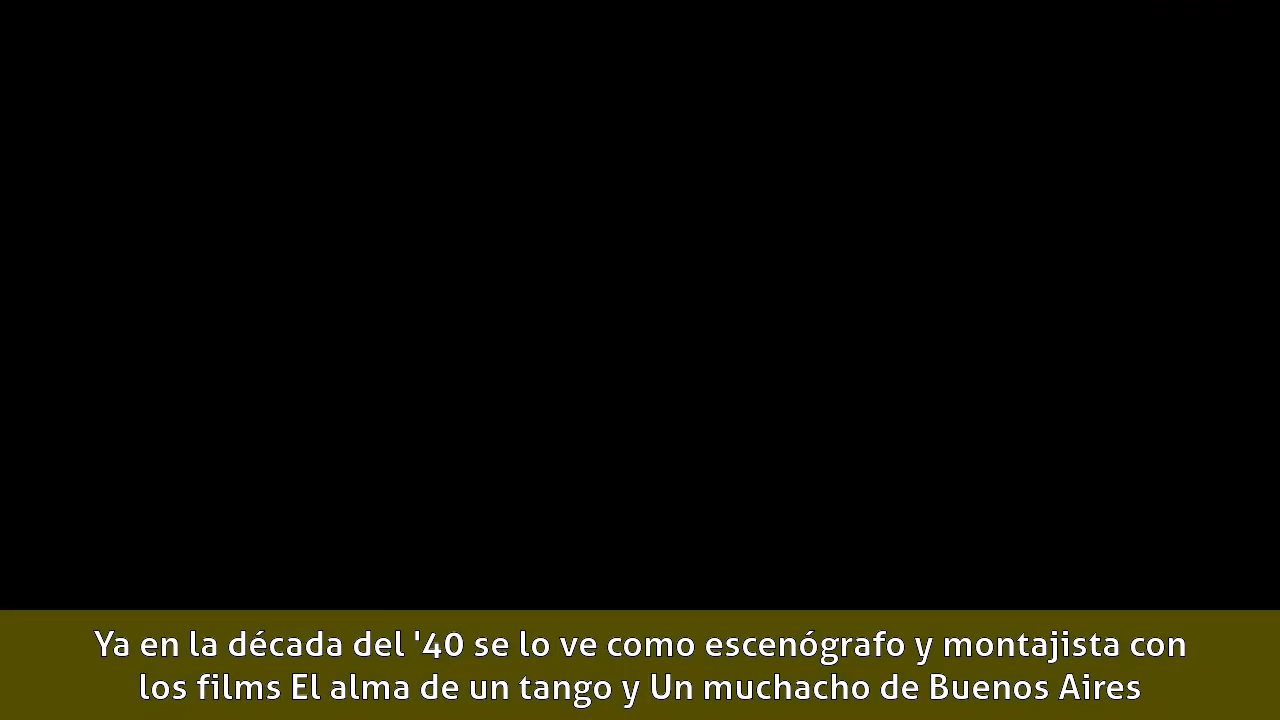 Ya en la década del '40 se lo ve como escenógrafo y montajista con
los films El alma de un tango y Un muchacho de Buenos Aires